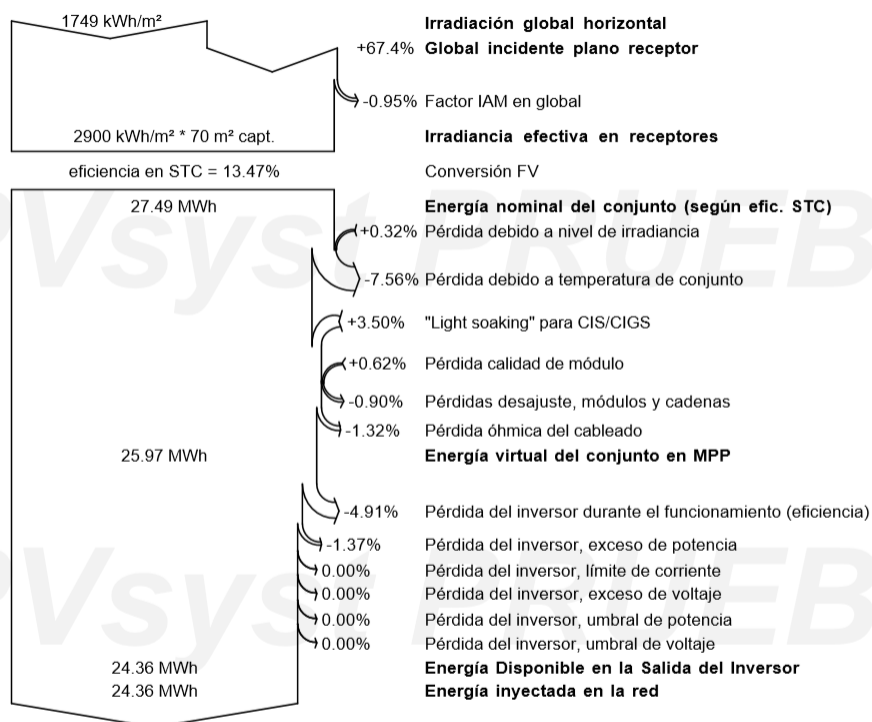 1749 kWh/m² Irradiación global horizontal
+67.4% Global incidente plano receptor
-0.95% Factor IAM en global
2900 kWh/m² * 70 m² capt. Irradiancia efectiva en receptores
eficiencia en STC = 13.47% Conversión FV
27.49 MWh Energía nominal del conjunto (según efic. STC)
+0.32% Pérdida debido a nivel de irradiancia
-7.56% Pérdida debido a temperatura de conjunto
+3.50% "Light soaking" para CIS/CIGS
+0.62% Pérdida calidad de módulo
-0.90% Pérdidas desajuste, módulos y cadenas
-1.32% Pérdida óhmica del cableado
25.97 MWh Energía virtual del conjunto en MPP
-4.91% Pérdida del inversor durante el funcionamiento (eficiencia)
-1.37% Pérdida del inversor, exceso de potencia
0.00% Pérdida del inversor, límite de corriente
0.00% Pérdida del inversor, exceso de voltaje
0.00% Pérdida del inversor, umbral de potencia
0.00% Pérdida del inversor, umbral de voltaje
24.36 MWh Energía Disponible en la Salida del Inversor
24.36 MWh Energía inyectada en la red
PVsyst PRUEB
PVsyst PRUEB